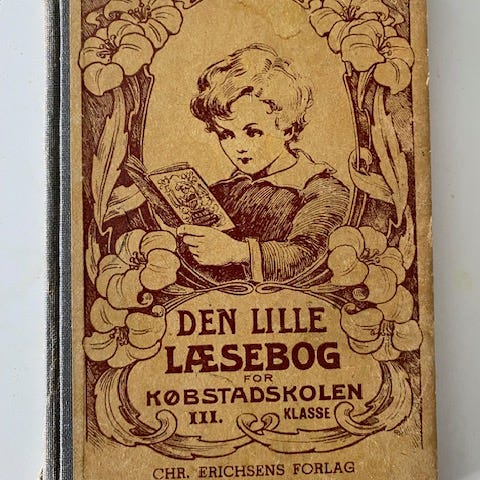 DEN LILLE
LÆSEBOG
FOR
KØBSTADSKOLEN
III. KLASSE
CHR. ERICHSENS FORLAG